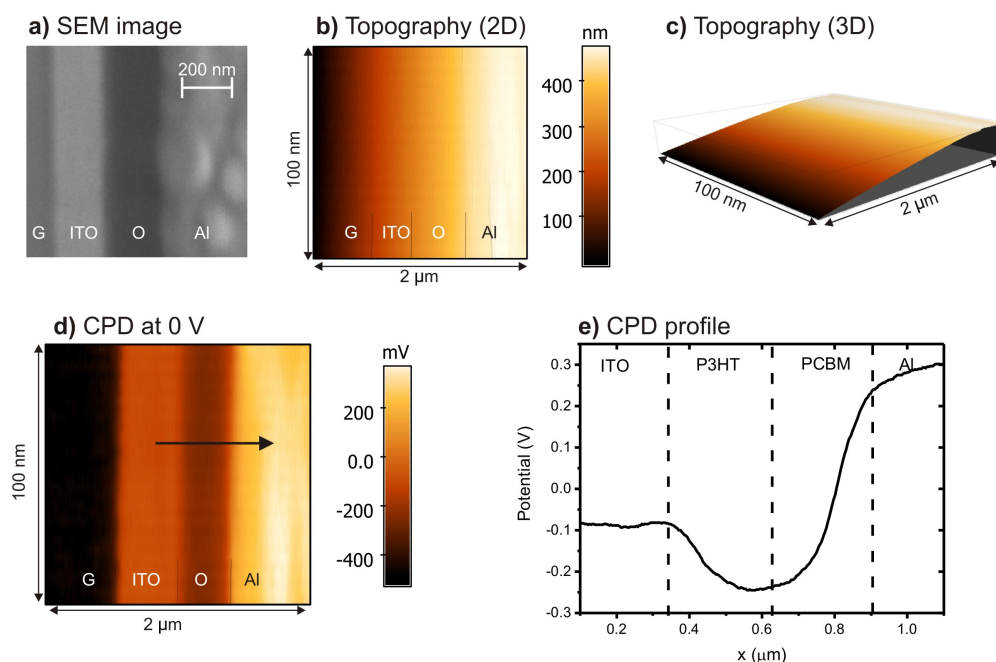 a) SEM image
200 nm
G ITO O Al
b) Topography (2D)
100 nm
G ITO O Al
2 µm
nm
400
300
200
100
c) Topography (3D)
100 nm
2 µm
d) CPD at 0 V
100 nm
G ITO O Al
2 µm
mV
200
0.0
-200
-400
e) CPD profile
ITO P3HT PCBM Al
Potential (V)
0.3
0.2
0.1
0.0
-0.1
-0.2
-0.3
0.2 0.4 0.6 0.8 1.0
x (µm)